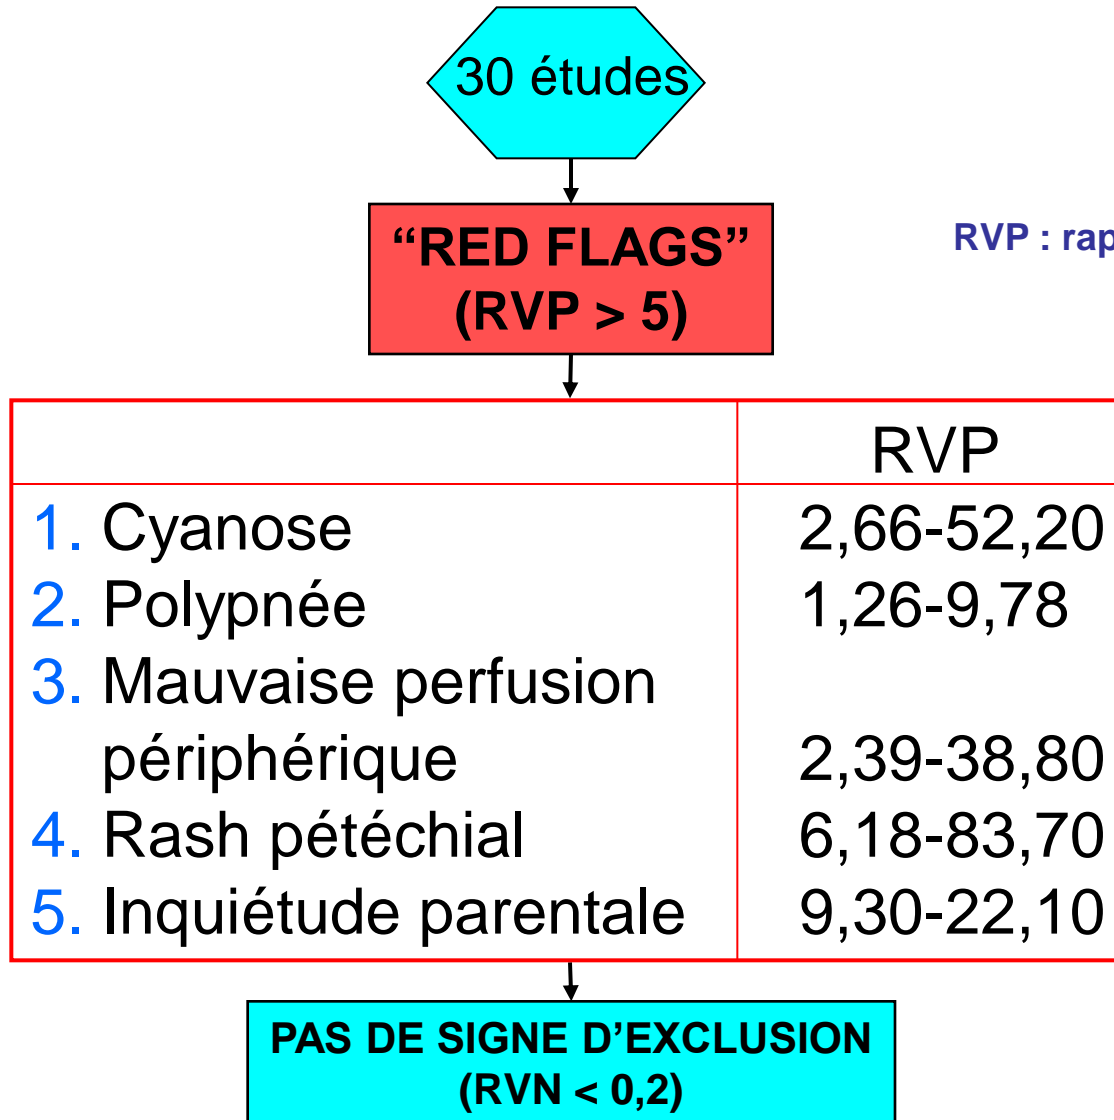 30 études
“RED FLAGS”
(RVP > 5)
RVP : rap
RVP
1. Cyanose 2,66-52,20
2. Polypnée 1,26-9,78
3. Mauvaise perfusion
périphérique 2,39-38,80
4. Rash pétéchial 6,18-83,70
5. Inquiétude parentale 9,30-22,10
PAS DE SIGNE D’EXCLUSION
(RVN < 0,2)